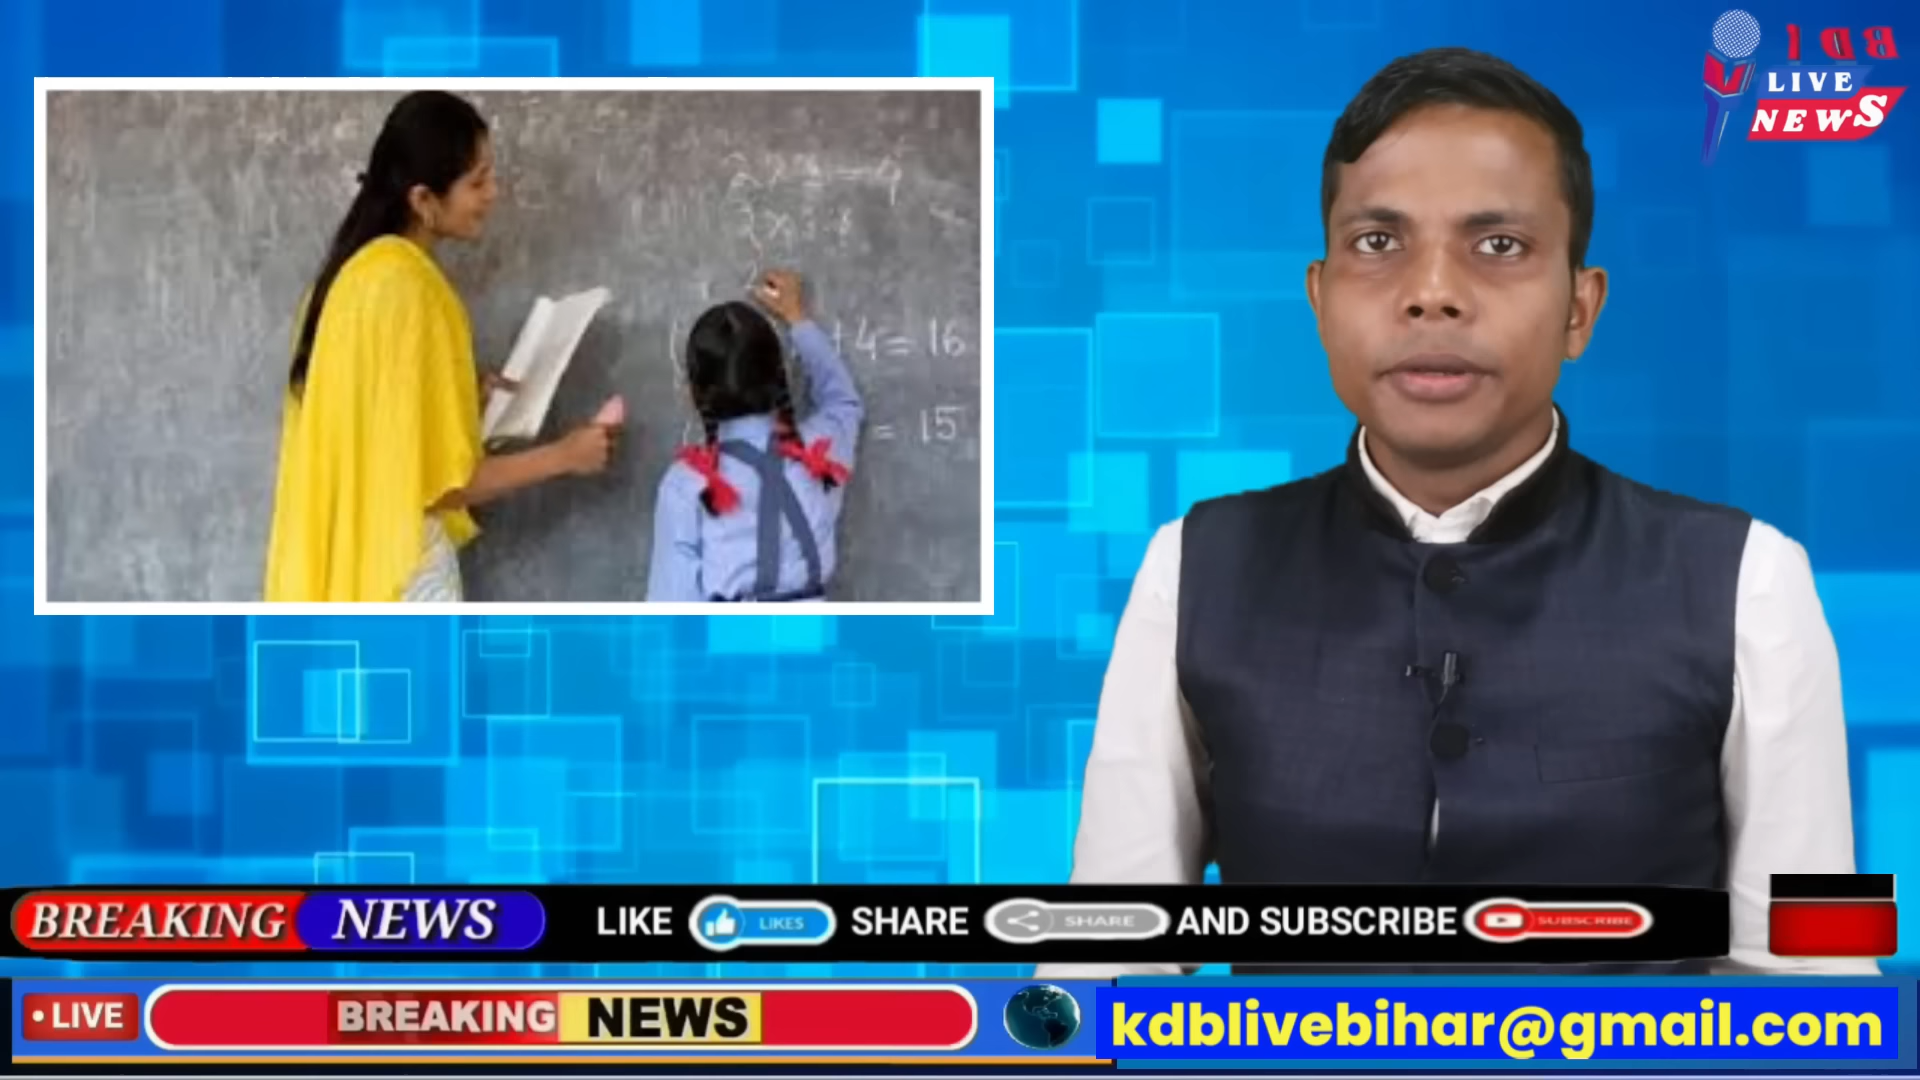 LIVE
NEWS
+4= 16
= 15
BREAKING NEWS LIKE LIKES SHARE SHARE AND SUBSCRIBE SUBSCRIBE
• LIVE BREAKING NEWS kdblivebihar@gmail.com